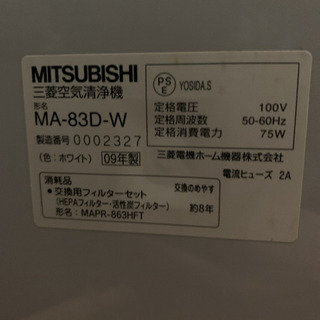 MITSUBISHI
三菱空気清浄機
形名
MA-83D-W
製造番号 0002327
(色:ホワイト) 09年製
PS
E
YOSIDA.S
定格電圧 100V
定格周波数 50-60Hz
定格消費電力 75W
三菱電機ホーム機器株式会社
電流ヒューズ 2A
消耗品 交換のめやす
・交換用フィルターセット 約8年
(HEPAフィルター・活性炭フィルター)
形名:MAPR-863HFT